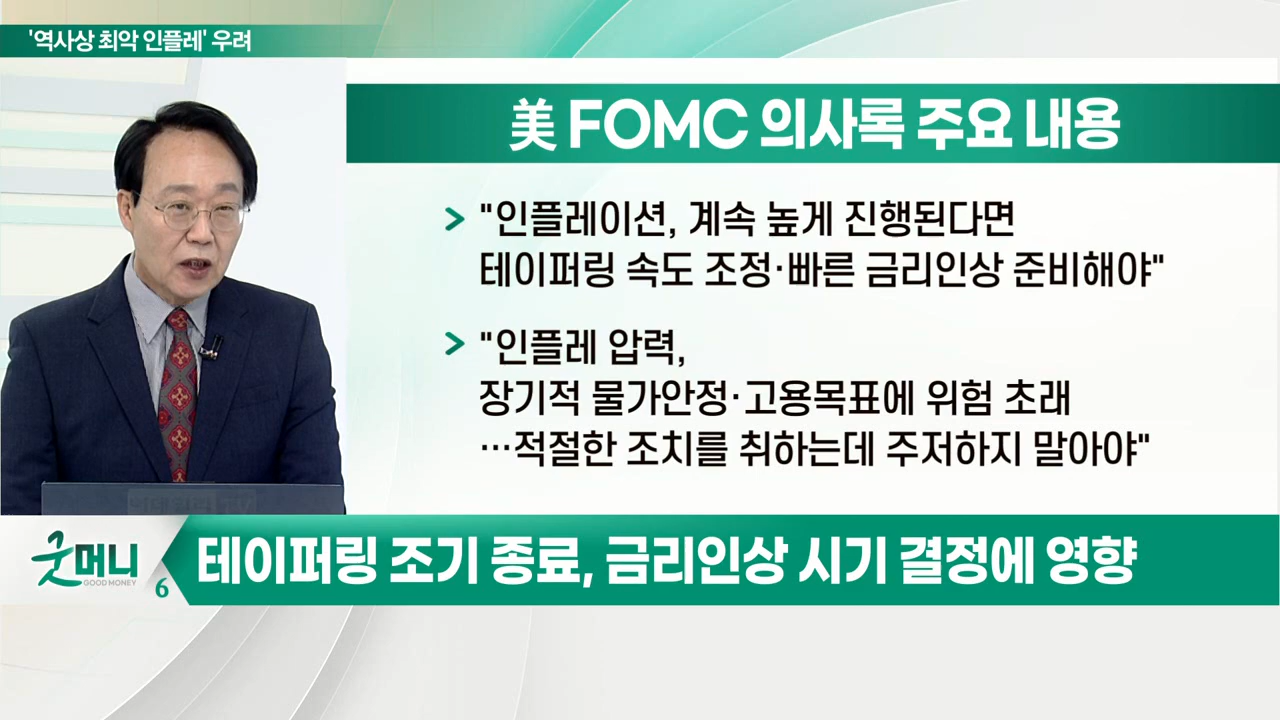 '역사상 최악 인플레' 우려
美 FOMC 의사록 주요 내용
> "인플레이션, 계속 높게 진행된다면
테이퍼링 속도 조정·빠른 금리인상 준비해야"
> "인플레 압력,
장기적 물가안정·고용목표에 위험 초래
…적절한 조치를 취하는데 주저하지 말아야"
굿머니
GOOD MONEY
6
테이퍼링 조기 종료, 금리인상 시기 결정에 영향